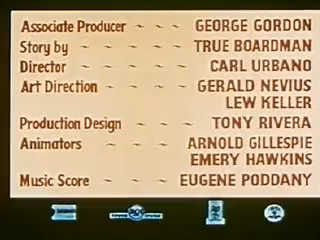 Associate Producer ~ ~ ~ GEORGE GORDON
Story by ~ ~ ~ ~ ~ ~ TRUE BOARDMAN
Director ~ ~ ~ ~ ~ ~ CARL URBANO
Art Direction ~ ~ ~ ~ GERALD NEVIUS
LEW KELLER
Production Design ~ ~ ~ TONY RIVERA
Animators ~ ~ ~ ~ ARNOLD GILLESPIE
EMERY HAWKINS
Music Score ~ ~ ~ EUGENE PODDANY